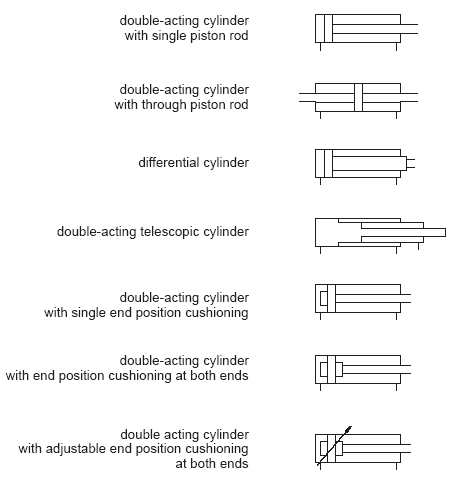 double-acting cylinder
with single piston rod
double-acting cylinder
with through piston rod
differential cylinder
double-acting telescopic cylinder
double-acting cylinder
with single end position cushioning
double-acting cylinder
with end position cushioning at both ends
double acting cylinder
with adjustable end position cushioning
at both ends